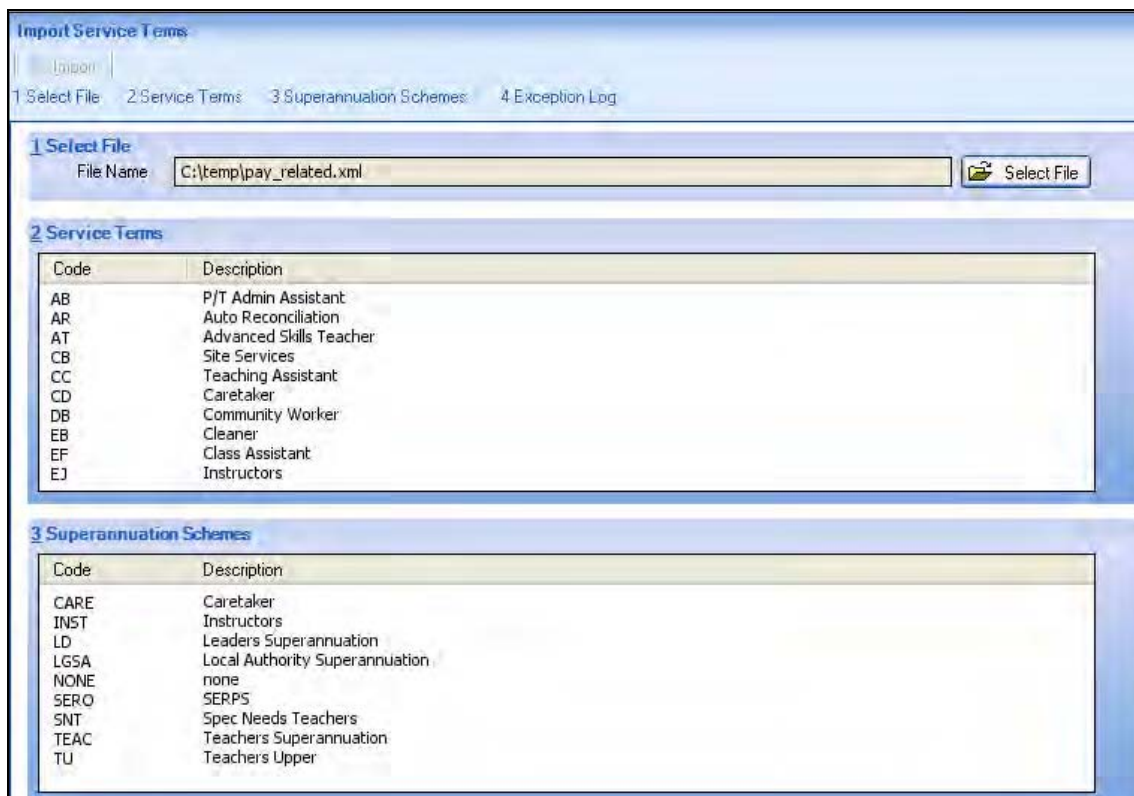 Import Service Terms
Import
1 Select File 2 Service Terms 3 Superannuation Schemes 4 Exception Log
1 Select File
File Name C:\temp\pay_related.xml Select File
2 Service Terms
Code Description
AB P/T Admin Assistant
AR Auto Reconciliation
AT Advanced Skills Teacher
CB Site Services
CC Teaching Assistant
CD Caretaker
DB Community Worker
EB Cleaner
EF Class Assistant
EJ Instructors
3 Superannuation Schemes
Code Description
CARE Caretaker
INST Instructors
LD Leaders Superannuation
LGSA Local Authority Superannuation
NONE none
SERO SERPS
SNT Spec Needs Teachers
TEAC Teachers Superannuation
TU Teachers Upper